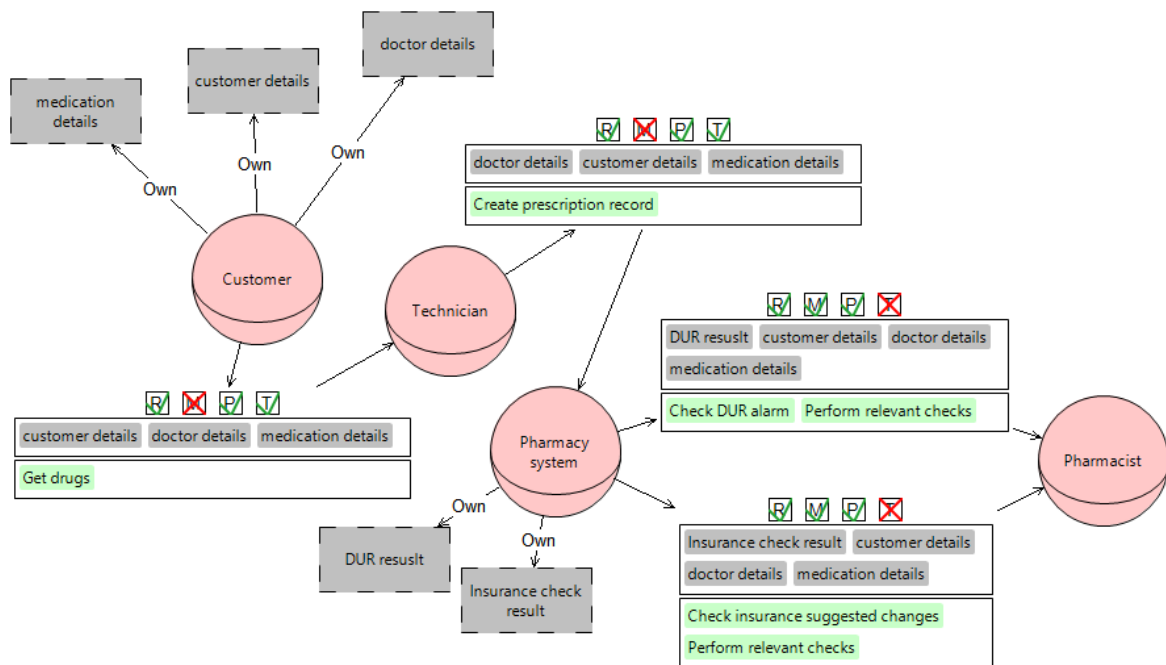 doctor details
customer details
medication
details
Own
Own
Own
Customer
Technician
R M P T
doctor details customer details medication details
Create prescription record
R M P T
customer details doctor details medication details
Get drugs
R M P T
DUR resuslt customer details doctor details
medication details
Check DUR alarm Perform relevant checks
Pharmacy
system
Pharmacist
Own
Own
DUR resuslt
Insurance check
result
R M P T
Insurance check result customer details
doctor details medication details
Check insurance suggested changes
Perform relevant checks